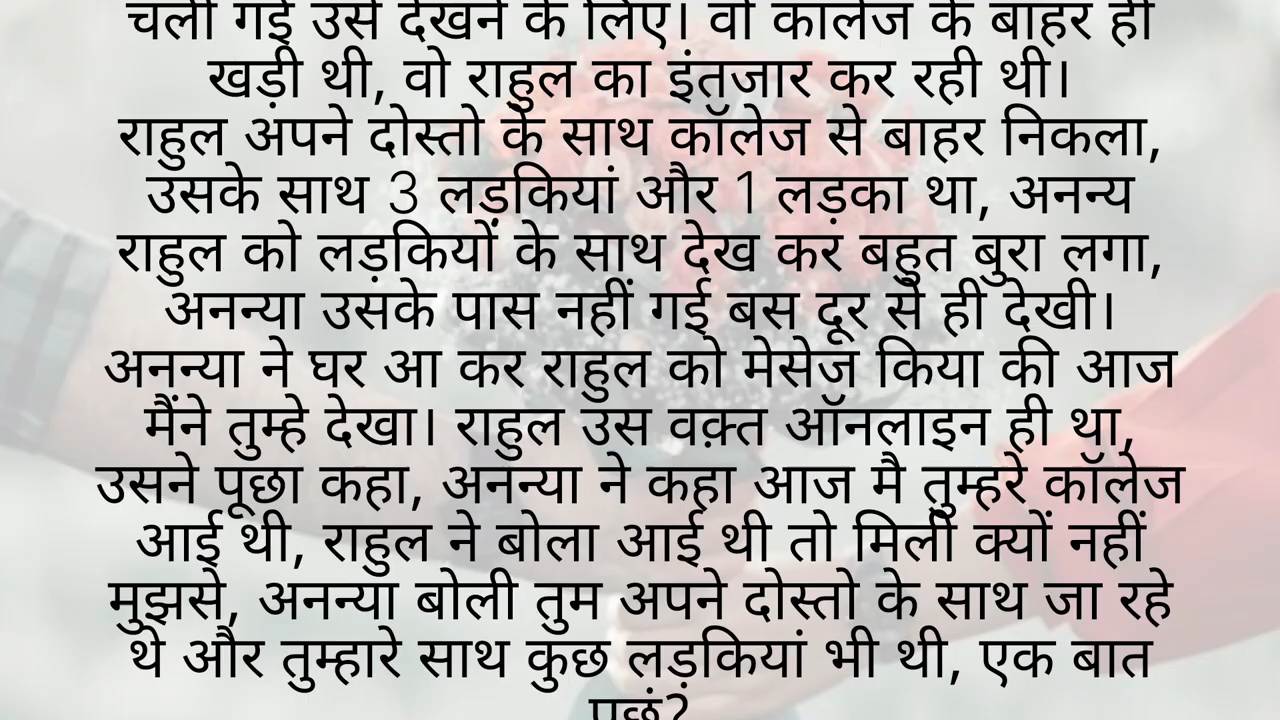 चली गई उसे देखने के लिए। वो कॉलेज के बाहर ही
खड़ी थी, वो राहुल का इंतजार कर रही थी।
राहुल अपने दोस्तो के साथ कॉलेज से बाहर निकला,
उसके साथ 3 लड़कियां और 1 लड़का था, अनन्य
राहुल को लड़कियों के साथ देख कर बहुत बुरा लगा,
अनन्या उसके पास नहीं गई बस दूर से ही देखी।
अनन्या ने घर आ कर राहुल को मेसेज किया की आज
मैंने तुम्हे देखा। राहुल उस वक़्त ऑनलाइन ही था,
उसने पूछा कहा, अनन्या ने कहा आज मै तुम्हरे कॉलेज
आई थी, राहुल ने बोला आई थी तो मिली क्यों नहीं
मुझसे, अनन्या बोली तुम अपने दोस्तो के साथ जा रहे
थे और तुम्हारे साथ कुछ लड़कियां भी थी, एक बात
पूछूं?